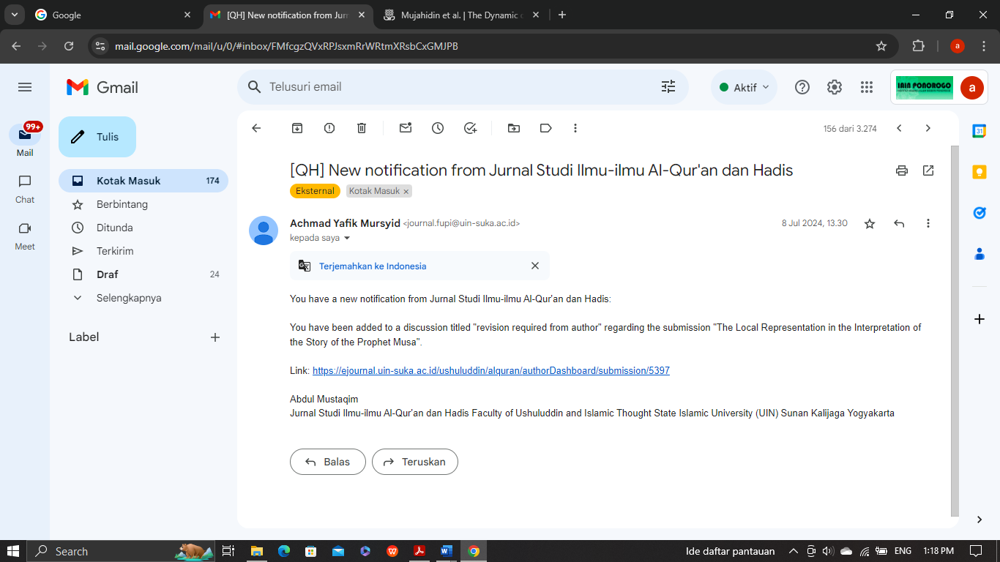 Google
[QH] New notification from Jurn
Mujahidin et al. | The Dynamic
mail.google.com/mail/u/0/#inbox/FMfcgzQVxRPJsxmRrWRtmXRsbCxGMJPB
a
Gmail
Telusuri email
Aktif
IAIN PONOROGO
a
99+
Mail
Chat
Meet
Tulis
Kotak Masuk 174
Berbintang
Ditunda
Terkirim
Draf 24
Selengkapnya
Label
156 dari 3.274
31
[QH] New notification from Jurnal Studi Ilmu-ilmu Al-Qur'an dan Hadis
Eksternal Kotak Masuk ×
Achmad Yafik Mursyid <journal.fupi@uin-suka.ac.id> 8 Jul 2024, 13.30
kepada saya
Terjemahkan ke Indonesia
You have a new notification from Jurnal Studi Ilmu-ilmu Al-Qur'an dan Hadis:
You have been added to a discussion titled "revision required from author" regarding the submission "The Local Representation in the Interpretation of
the Story of the Prophet Musa".
Link: https://ejournal.uin-suka.ac.id/ushuluddin/alquran/authorDashboard/submission/5397
Abdul Mustaqim
Jurnal Studi Ilmu-ilmu Al-Qur'an dan Hadis Faculty of Ushuluddin and Islamic Thought State Islamic University (UIN) Sunan Kalijaga Yogyakarta
Balas Teruskan
Search
Ide daftar pantauan ENG 1:18 PM